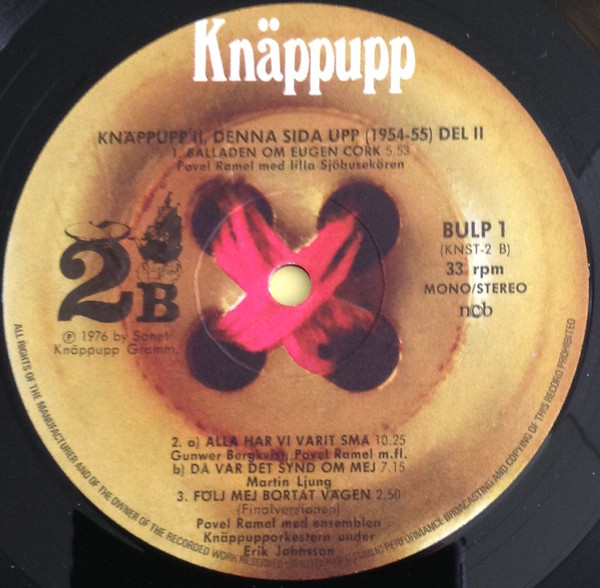 Knäppupp
KNÄPPUPP II, DENNA SIDA UPP (1954-55) DEL II
1. BALLADEN OM EUGEN CORK 5.53
Povel Ramel med lilla Sjöbusekören
2B
BULP 1
(KNST-2 B)
33 rpm
MONO/STEREO
ncb
℗ 1976 by Sonet
Knäppupp Gramm.
2. a) ALLA HAR VI VARIT SMÅ 10.25
Gunwer Bergkvist, Povel Ramel m.fl.
b) DÅ VAR DET SYND OM MEJ 7.15
Martin Ljung
3. FÖLJ MEJ BORTÅT VÄGEN 2.50
(Finalversionen)
Povel Ramel med ensemblen
Knäppupporkestern under
Erik Johnsson
ALL RIGHTS OF THE MANUFACTURER AND OF THE OWNER OF THE RECORDED WORK RESERVED PUBLIC PERFORMANCE BROADCASTING AND COPYING OF THIS RECORD PROHIBITED